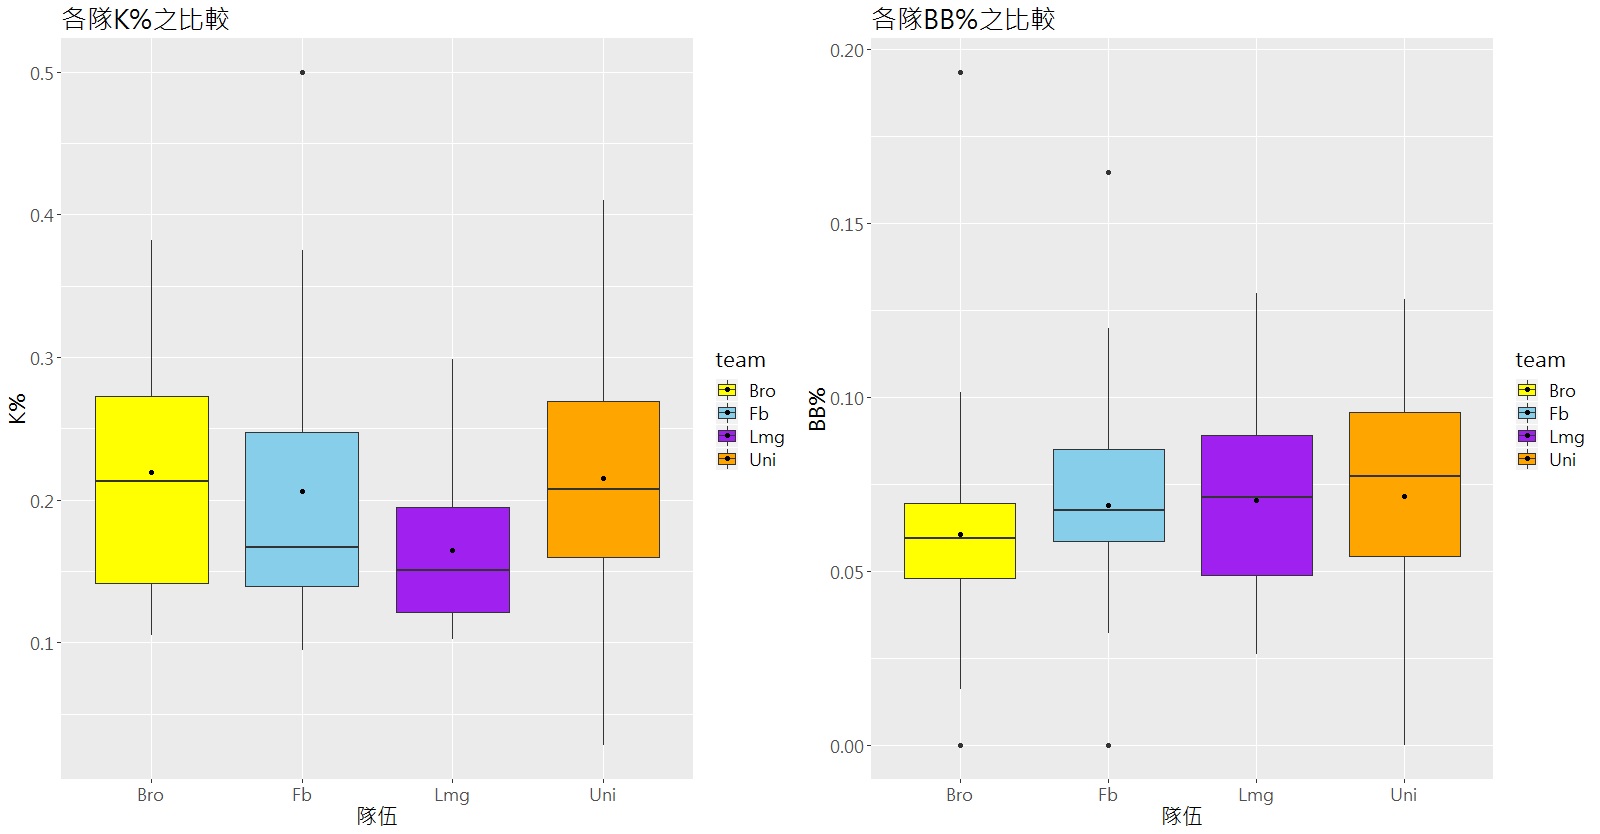 各隊K%之比較
0.5
0.4
0.3
0.2
0.1
K%
Bro
Fb
Lmg
Uni
隊伍
team
Bro
Fb
Lmg
Uni
各隊BB%之比較
0.20
0.15
0.10
0.05
0.00
BB%
Bro
Fb
Lmg
Uni
隊伍
team
Bro
Fb
Lmg
Uni